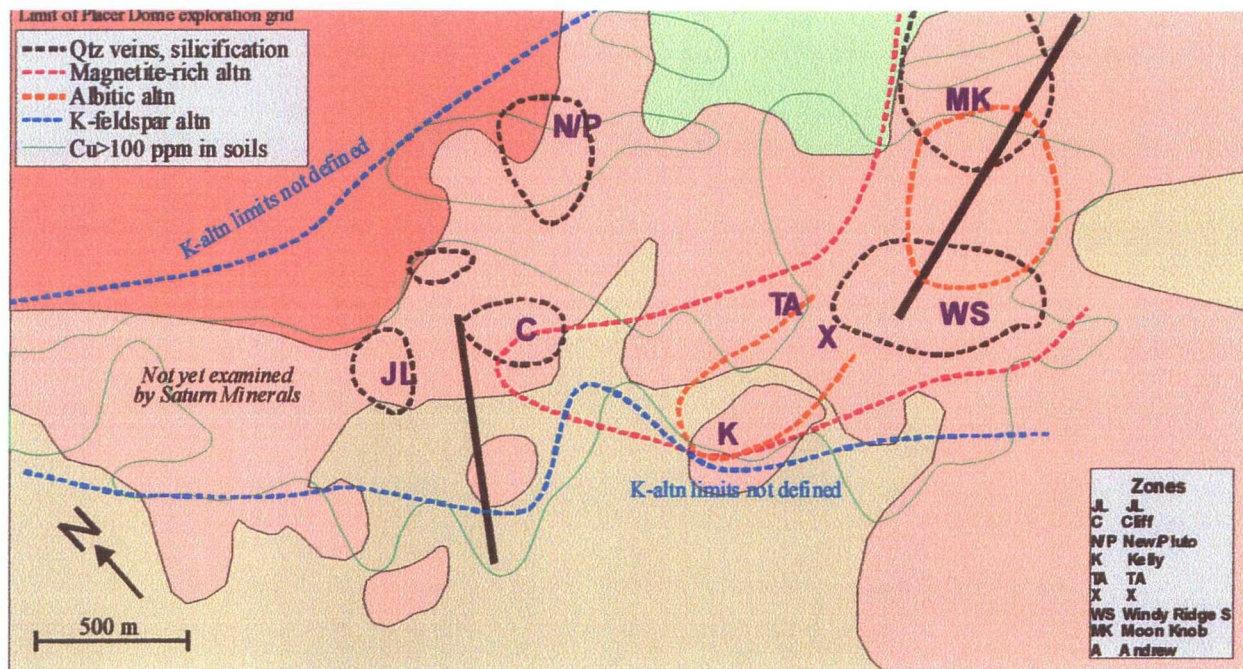 Limit of Placer Dome exploration grid
Qtz veins, silicification
Magnetite-rich altn
Albitic altn
K-feldspar altn
Cu>100 ppm in soils
MK
N/P
K-altn limits not defined
TA
WS
X
C
JL
Not yet examined
by Saturn Minerals
K
K-altn limits not defined
N
500 m
Zones
JL JL
C Cliff
N/P New/Pluto
K Kelly
TA TA
X X
WS Windy Ridge S
MK Moon Knob
A Andrew